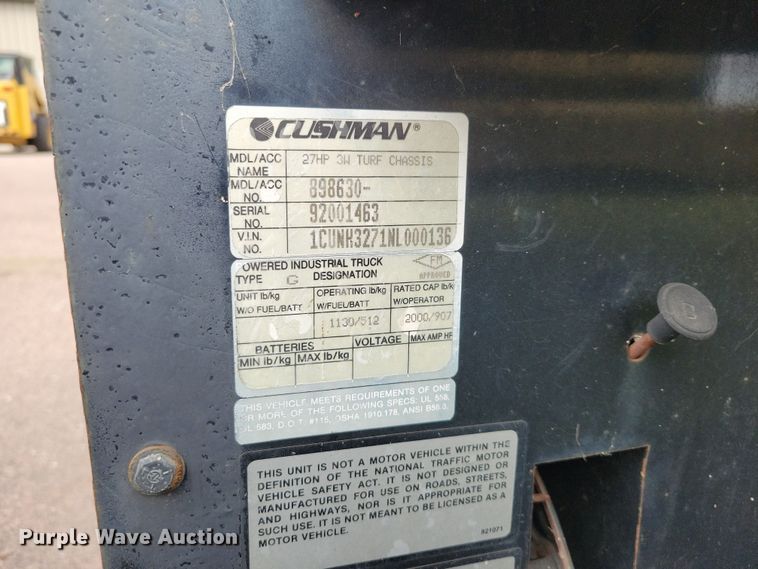 CUSHMAN®
MDL/ACC NAME 27HP 3W TURF CHASSIS
MDL/ACC NO. 898630-
SERIAL NO. 92001463
V.I.N. NO. 1CUNH3271NL000136
OWERED INDUSTRIAL TRUCK
TYPE G DESIGNATION
FM
APPROVED
UNIT lb/kg OPERATING lb/kg RATED CAP lb/k
W/O FUEL/BATT W/FUEL/BATT W/OPERATOR
1130/512 2000/907
BATTERIES VOLTAGE MAX AMP HR
MIN lb/kg MAX lb/kg
THIS VEHICLE MEETS REQUIREMENTS OF ONE
OR MORE OF THE FOLLOWING SPECS: UL 558,
UL 583, D.O.T. #115, OSHA 1910.178, ANSI B56.8.
THIS UNIT IS NOT A MOTOR VEHICLE WITHIN THE
DEFINITION OF THE NATIONAL TRAFFIC MOTOR
VEHICLE SAFETY ACT. IT IS NOT DESIGNED OR
MANUFACTURED FOR USE ON ROADS, STREETS,
AND HIGHWAYS, NOR IS IT APPROPRIATE FOR
SUCH USE. IT IS NOT MEANT TO BE LICENSED AS A
MOTOR VEHICLE.
821071
Purple Wave Auction